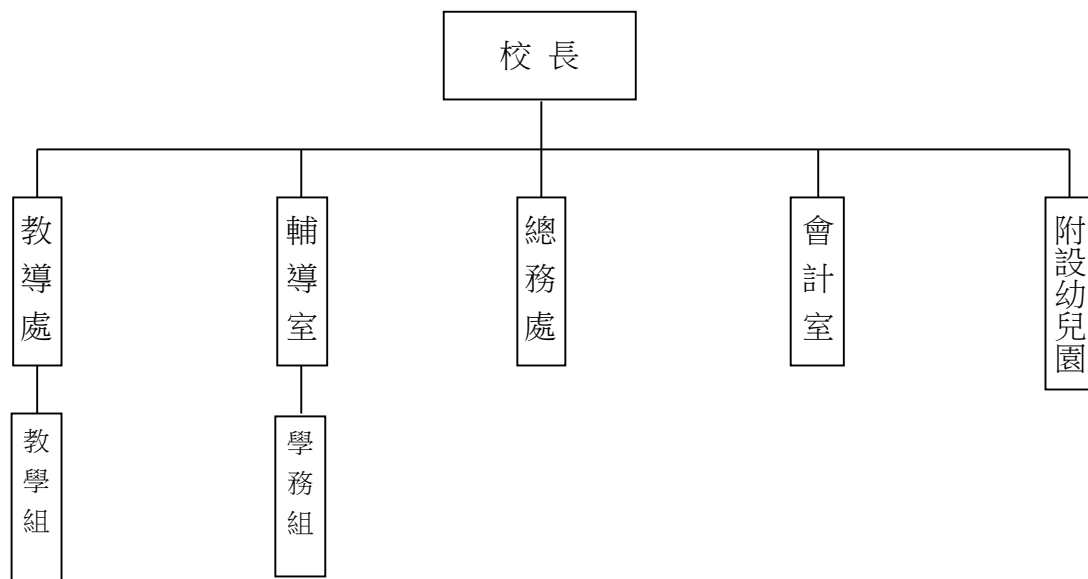 校 長
教導處
輔導室
總務處
會計室
附設幼兒園
教學組
學務組